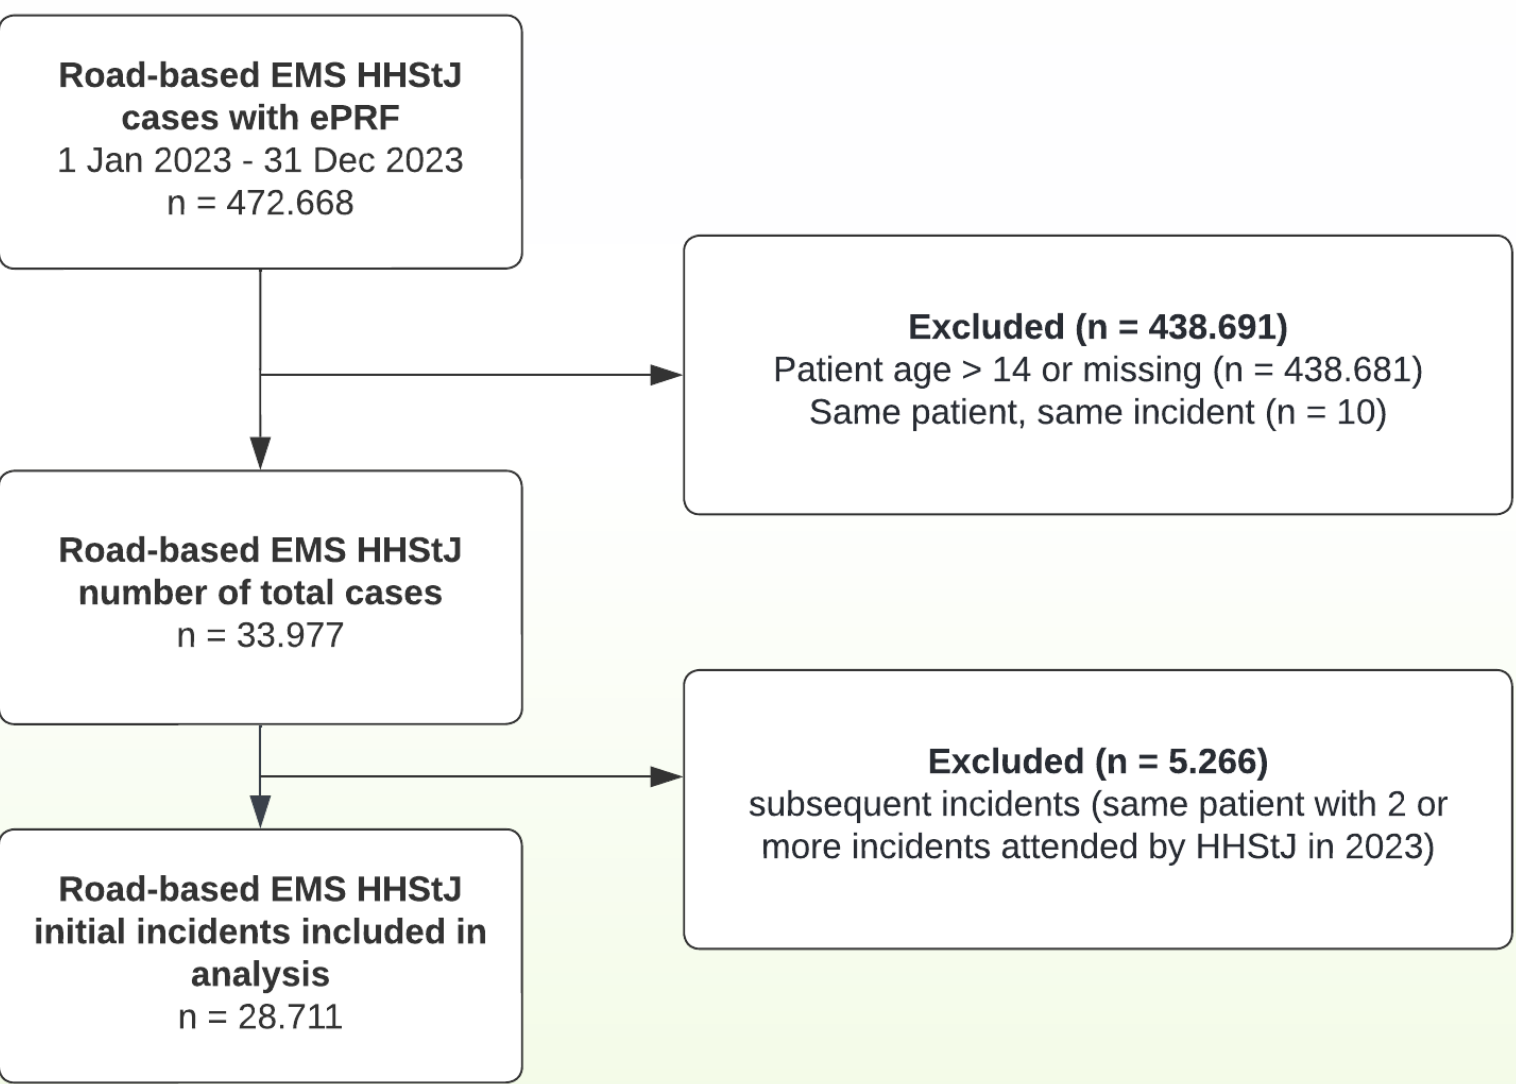 Road-based EMS HHStJ
cases with ePRF
1 Jan 2023 - 31 Dec 2023
n = 472.668
Excluded (n = 438.691)
Patient age > 14 or missing (n = 438.681)
Same patient, same incident (n = 10)
Road-based EMS HHStJ
number of total cases
n = 33.977
Excluded (n = 5.266)
subsequent incidents (same patient with 2 or
more incidents attended by HHStJ in 2023)
Road-based EMS HHStJ
initial incidents included in
analysis
n = 28.711